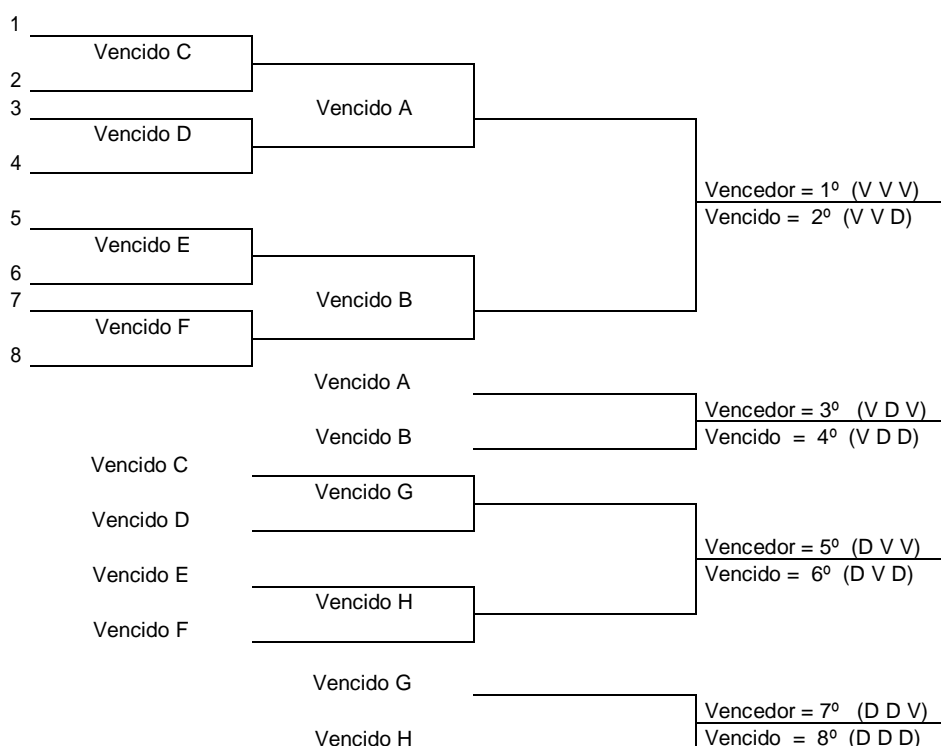 1
Vencido C
2
3
Vencido A
Vencido D
4
Vencedor = 1º (V V V)
Vencido = 2º (V V D)
5
Vencido E
6
7
Vencido B
Vencido F
8
Vencido A
Vencedor = 3º (V D V)
Vencido B
Vencido = 4º (V D D)
Vencido C
Vencido G
Vencido D
Vencedor = 5º (D V V)
Vencido = 6º (D V D)
Vencido E
Vencido H
Vencido F
Vencido G
Vencedor = 7º (D D V)
Vencido H
Vencido = 8º (D D D)